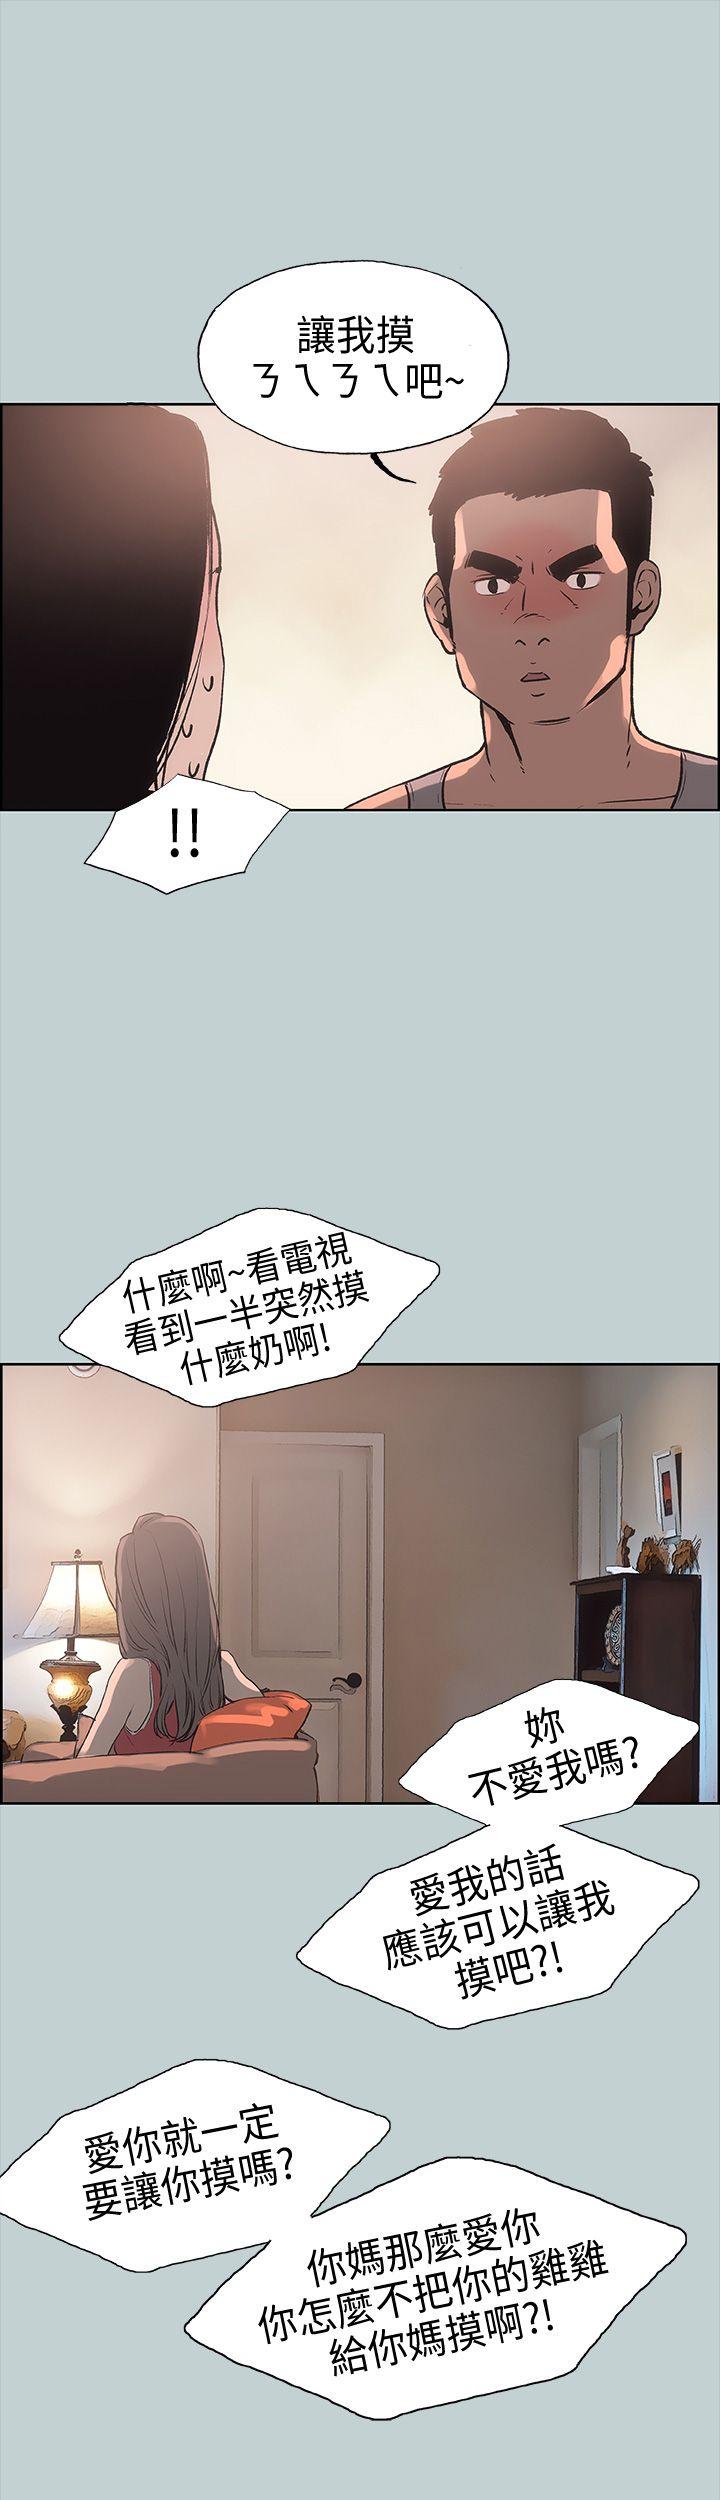 讓我摸
ㄋㄟㄋㄟ吧~
!!
什麼啊~看電視
看到一半突然摸
什麼奶啊!
妳
不愛我嗎?
愛我的話
應該可以讓我
摸吧?!
愛你就一定
要讓你摸嗎?
你媽那麼愛你
你怎麼不把你的雞雞
給你媽摸啊?!